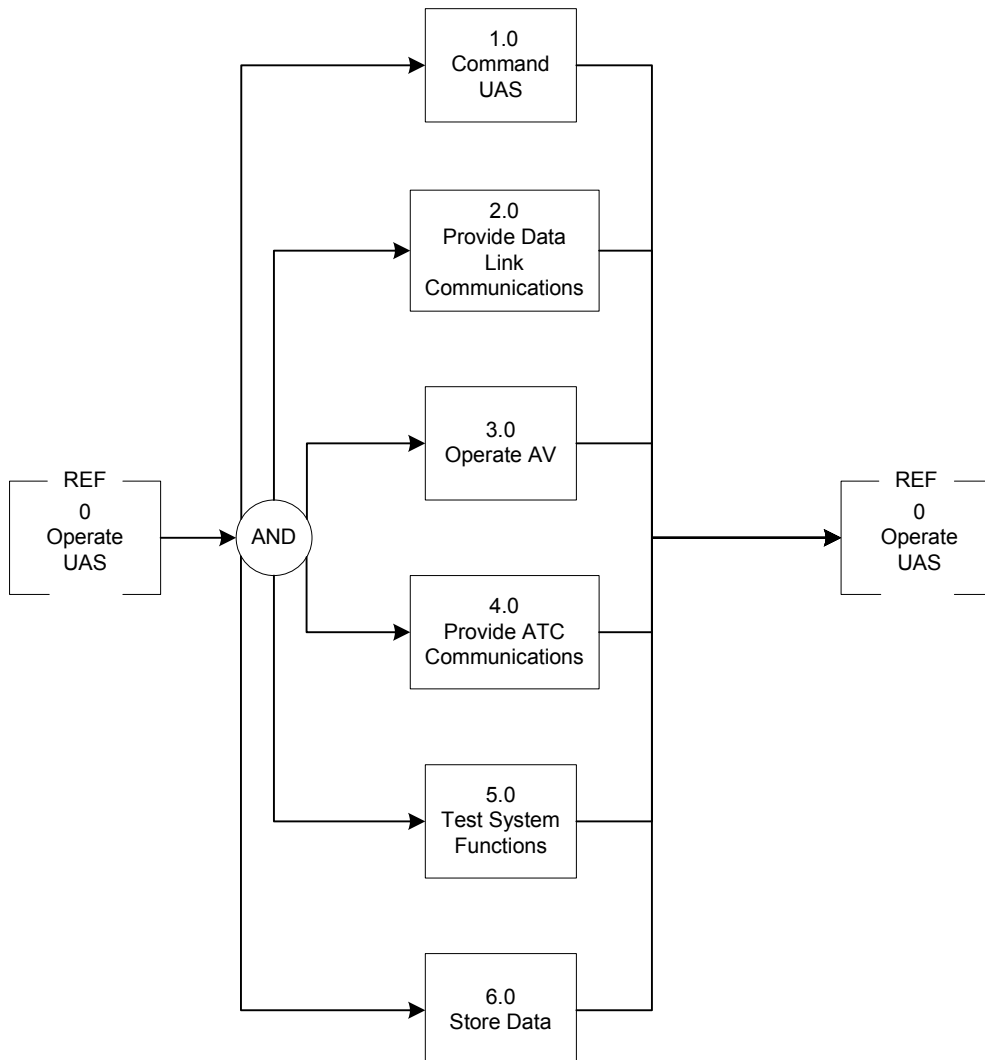 1.0
Command
UAS
2.0
Provide Data
Link
Communications
3.0
Operate AV
REF
0
Operate
UAS
AND
REF
0
Operate
UAS
4.0
Provide ATC
Communications
5.0
Test System
Functions
6.0
Store Data